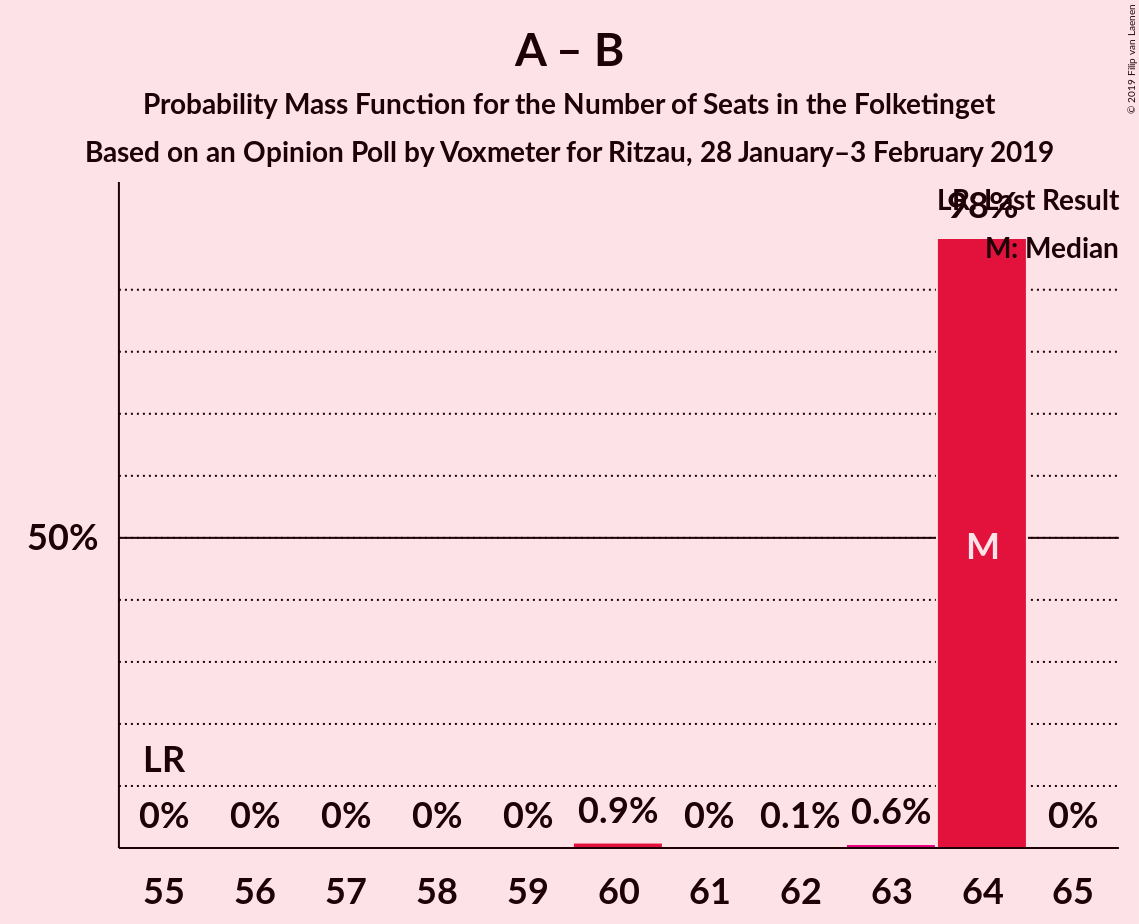 A – B
Probability Mass Function for the Number of Seats in the Folketinget
Based on an Opinion Poll by Voxmeter for Ritzau, 28 January–3 February 2019
© 2019 Filip van Laenen
LR: Last Result
98%
M: Median
50%
M
LR
0% 0% 0% 0% 0% 0.9% 0% 0.1% 0.6% 0%
55 56 57 58 59 60 61 62 63 64 65